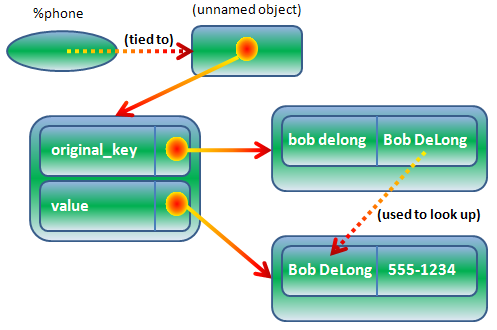 %phone
(unnamed object)
(tied to)
original_key
bob delong
Bob DeLong
value
(used to look up)
Bob DeLong
555-1234